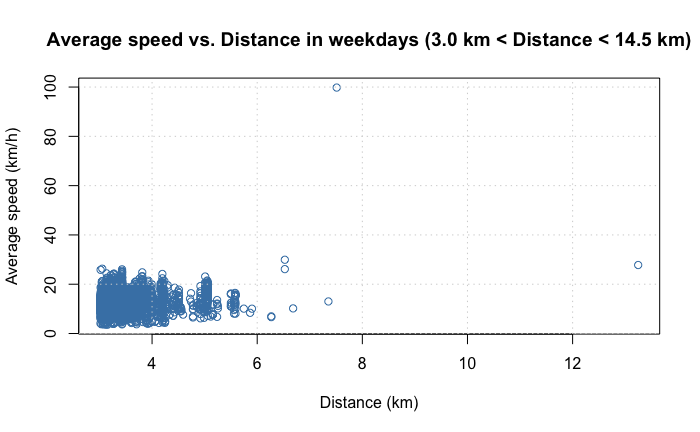 Average speed vs. Distance in weekdays (3.0 km < Distance < 14.5 km)
Average speed (km/h)
100
80
60
40
20
0
4 6 8 10 12
Distance (km)